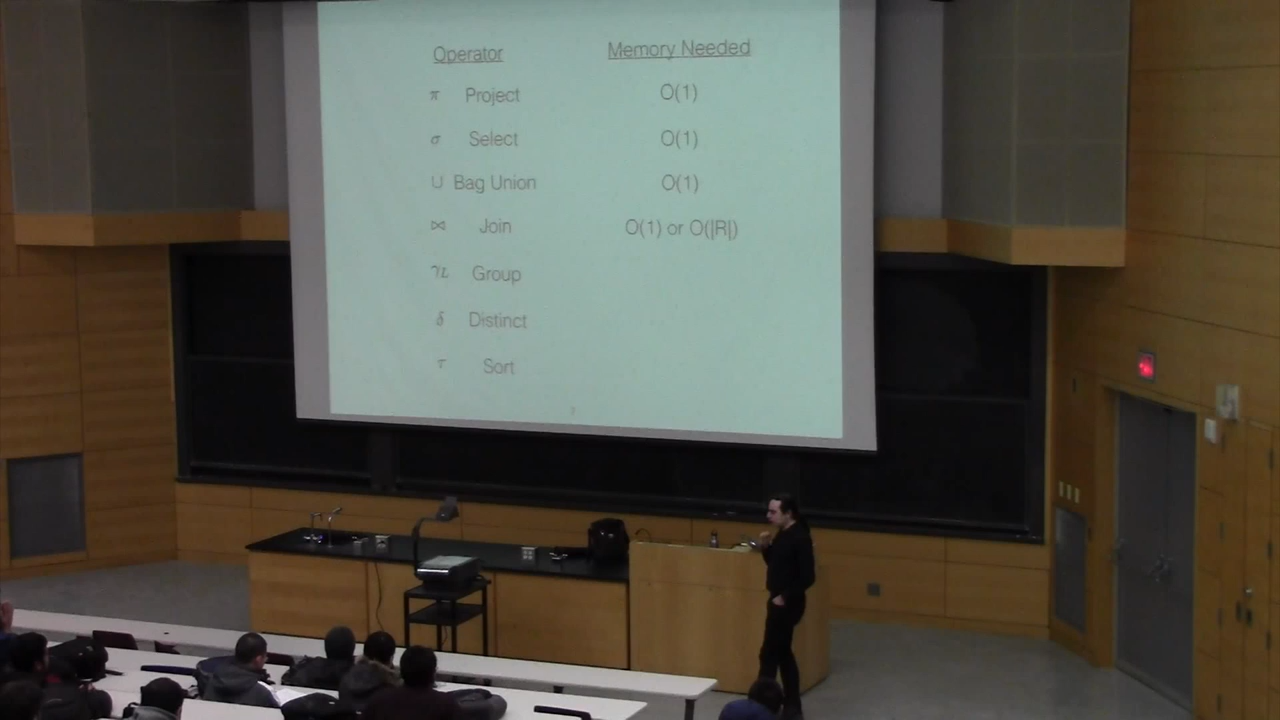 Operator Memory Needed
π Project O(1)
σ Select O(1)
∪ Bag Union O(1)
⋈ Join O(1) or O(|R|)
γL Group
δ Distinct
τ Sort